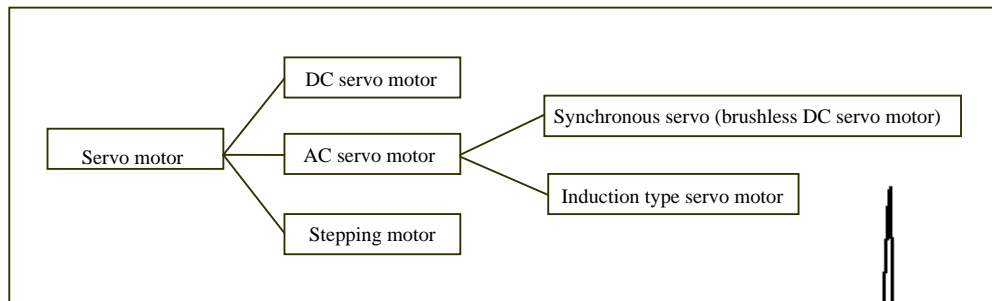 DC servo motor
Synchronous servo (brushless DC servo motor)
Servo motor
AC servo motor
Induction type servo motor
Stepping motor